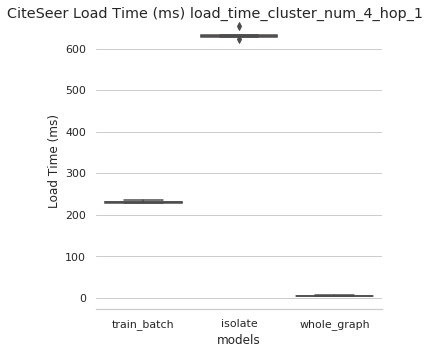 CiteSeer Load Time (ms) load_time_cluster_num_4_hop_1
600
500
400
300
200
100
0
Load Time (ms)
train_batch isolate whole_graph
models